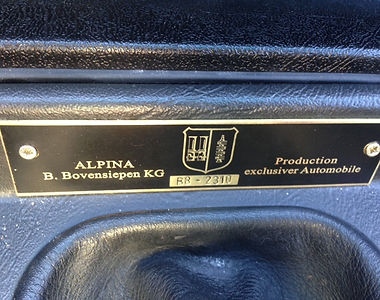 ALPINA
B. Bovensiepen KG
Production
exclusiver Automobile